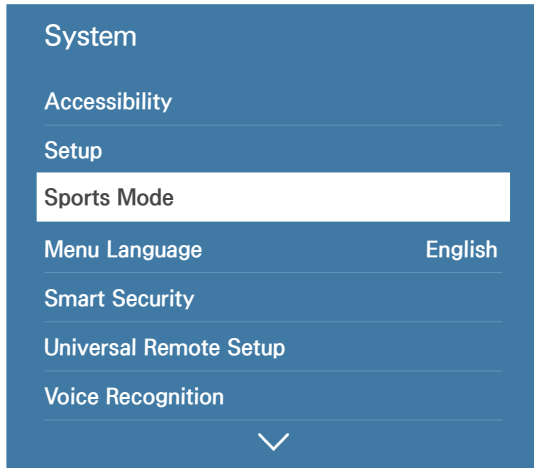 System
Accessibility
Setup
Sports Mode
Menu Language English
Smart Security
Universal Remote Setup
Voice Recognition